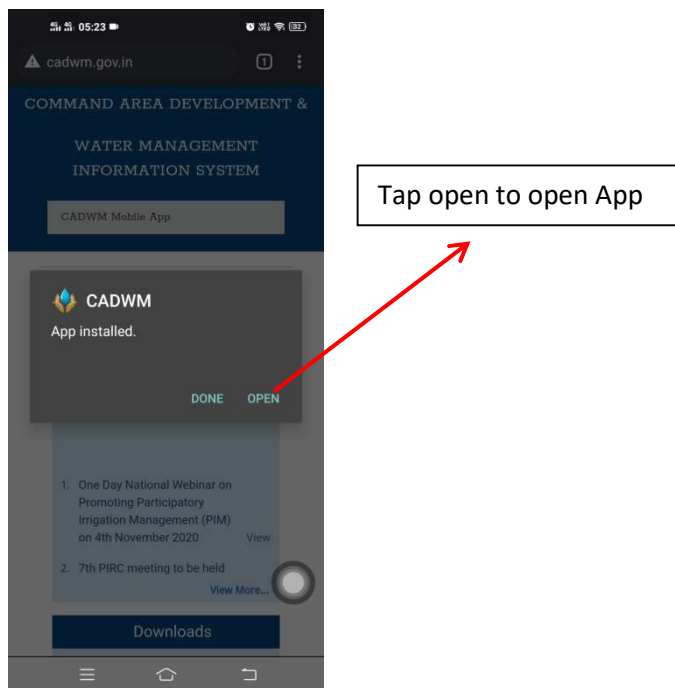 05:23
32
cadwm.gov.in
1
COMMAND AREA DEVELOPMENT &
WATER MANAGEMENT
INFORMATION SYSTEM
CADWM Mobile App
Tap open to open App
CADWM
App installed.
DONE OPEN
1. One Day National Webinar on
Promoting Participatory
Irrigation Management (PIM)
on 4th November 2020 View
2. 7th PIRC meeting to be held
View More...
Downloads